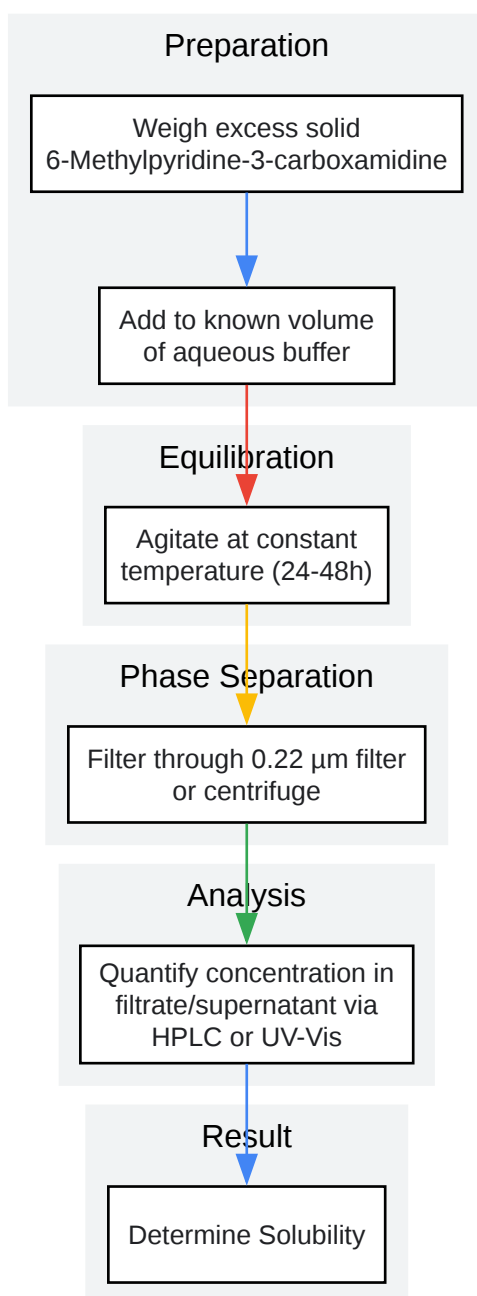 Preparation
Weigh excess solid
6-Methylpyridine-3-carboxamidine
Add to known volume
of aqueous buffer
Equilibration
Agitate at constant
temperature (24-48h)
Phase Separation
Filter through 0.22 µm filter
or centrifuge
Analysis
Quantify concentration in
filtrate/supernatant via
HPLC or UV-Vis
Result
Determine Solubility